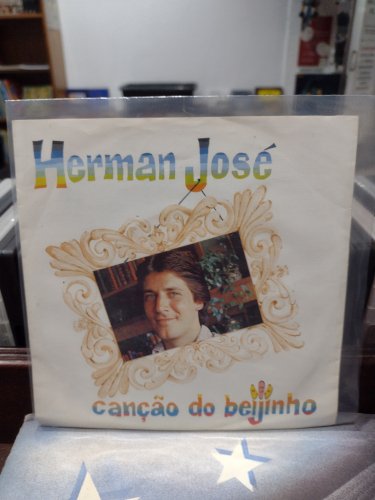 Herman José
canção do beijinho